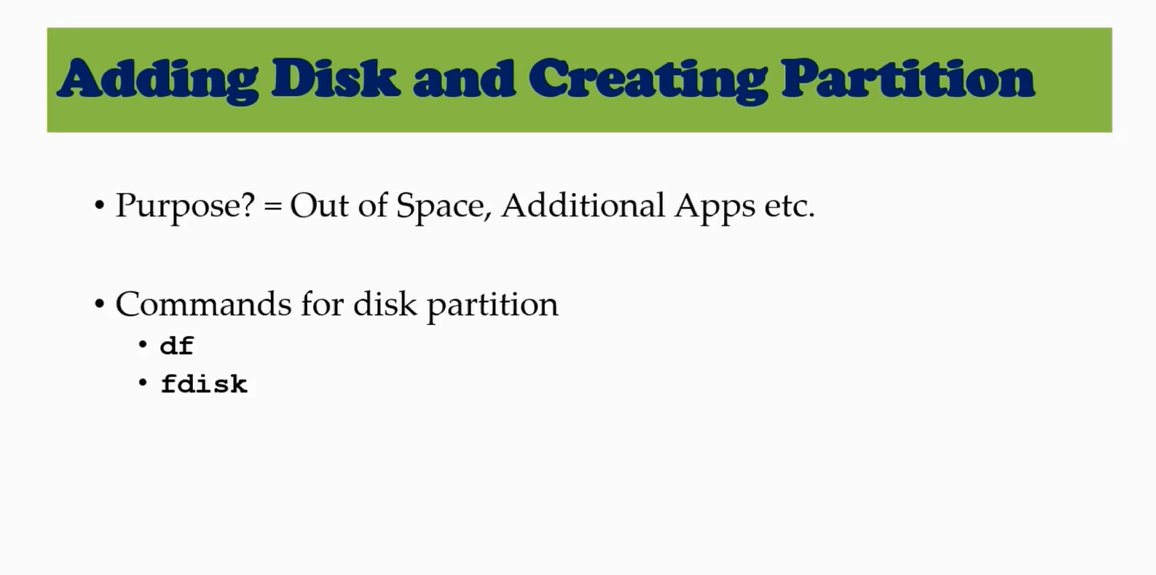 Adding Disk and Creating Partition
• Purpose? = Out of Space, Additional Apps etc.
• Commands for disk partition
• df
• fdisk